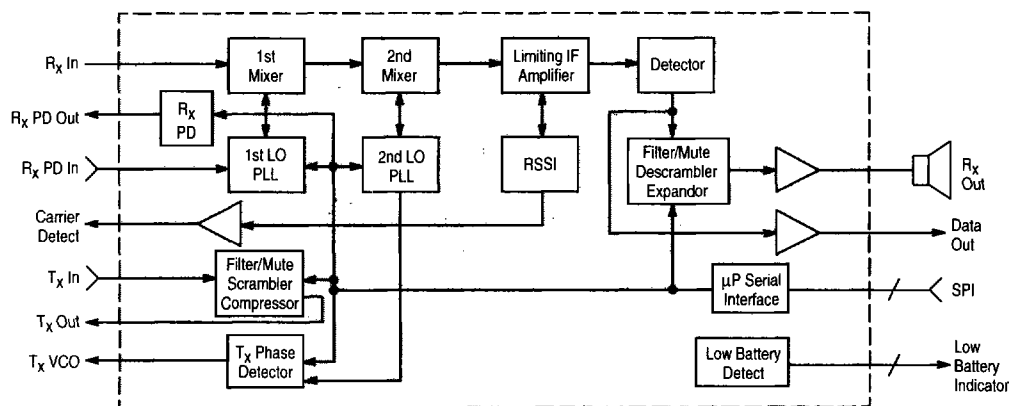 Rx In
1st
Mixer
2nd
Mixer
Limiting IF
Amplifier
Detector
Rx PD Out
Rx
PD
Rx PD In
1st LO
PLL
2nd LO
PLL
RSSI
Filter/Mute
Descrambler
Expandor
Rx
Out
Carrier
Detect
Data
Out
Tx In
Filter/Mute
Scrambler
Compressor
µP Serial
Interface
SPI
Tx Out
Tx VCO
Tx Phase
Detector
Low Battery
Detect
Low
Battery
Indicator